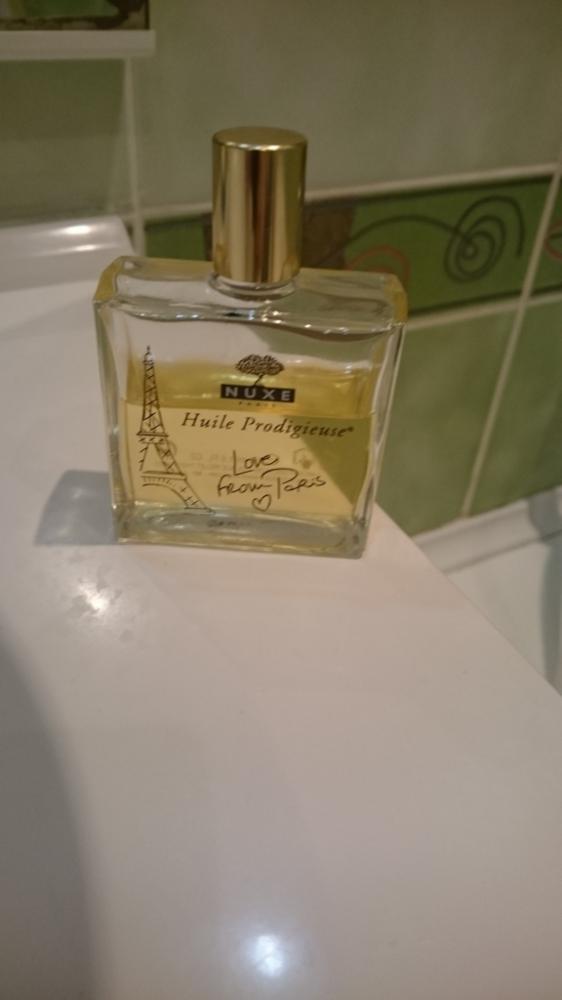 NUXE
PARIS
Huile Prodigieuse®
Love
From Paris